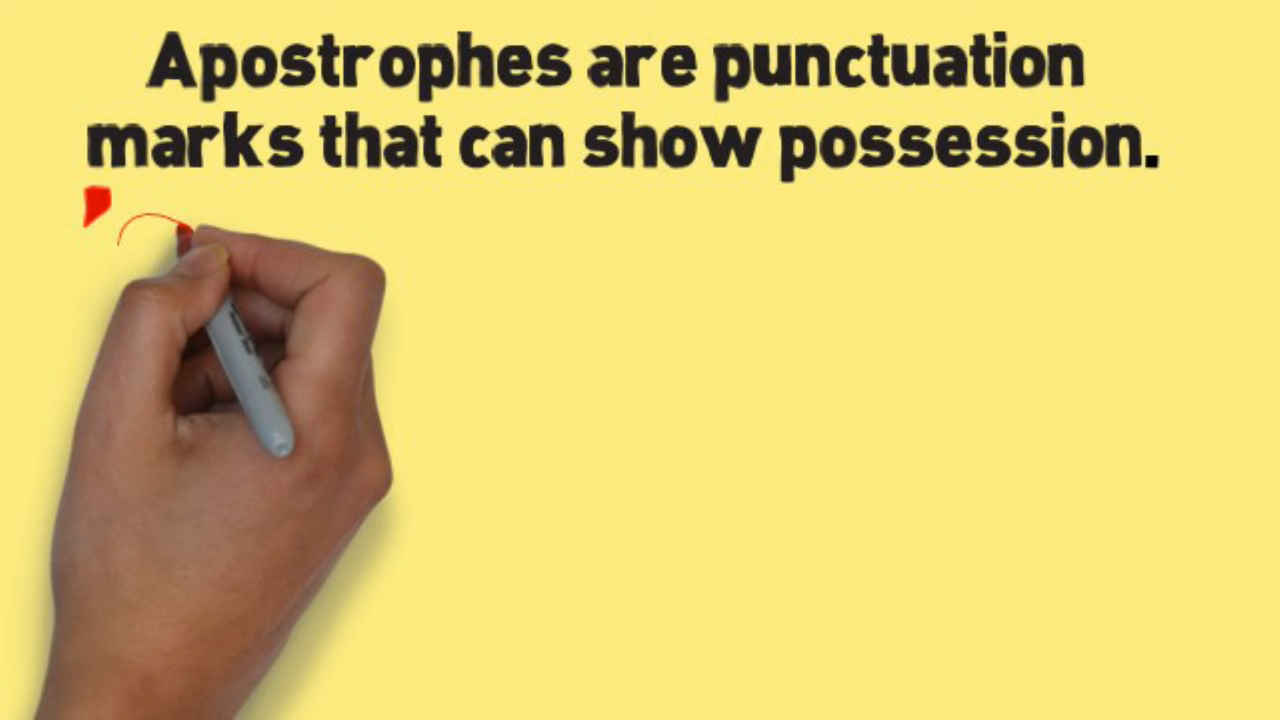 Apostrophes are punctuation
marks that can show possession.
’